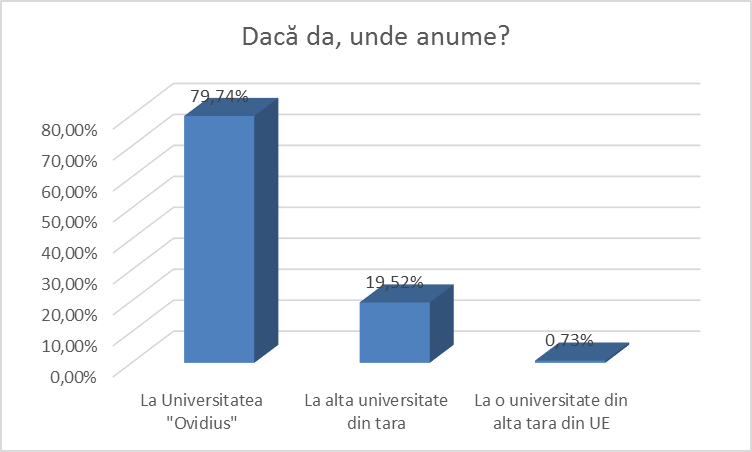 Dacă da, unde anume?
79,74%
80,00%
70,00%
60,00%
50,00%
40,00%
30,00%
19,52%
20,00%
0,73%
10,00%
0,00%
La Universitatea
"Ovidius"
La alta universitate
din tara
La o universitate din
alta tara din UE